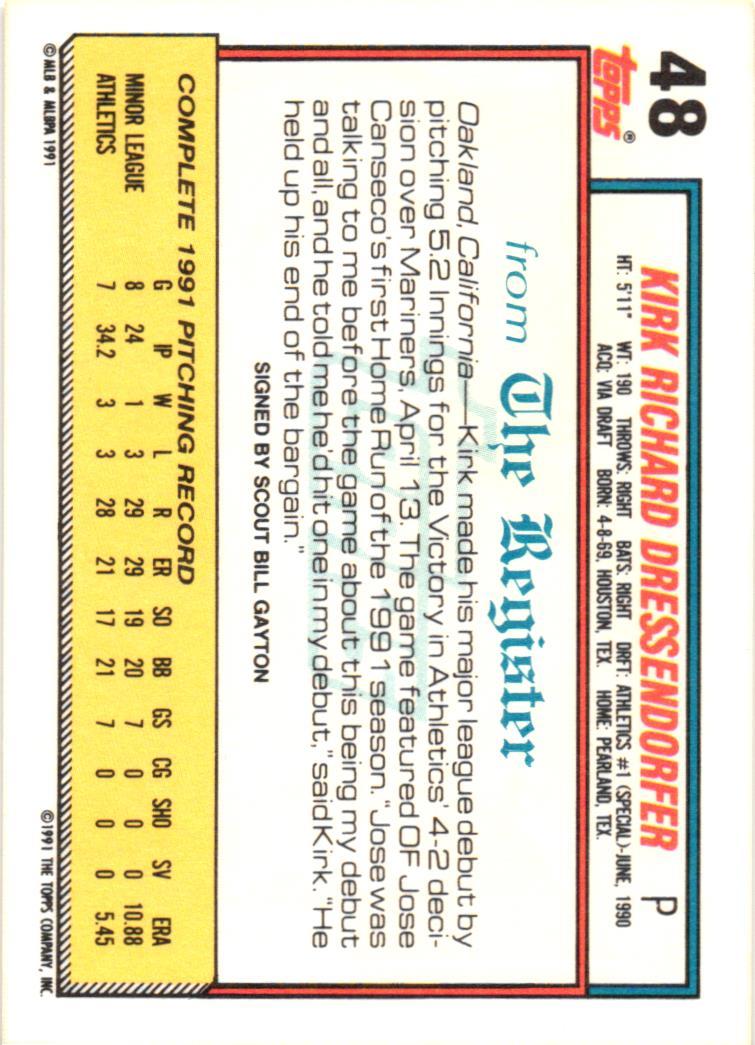 48
Topps®
KIRK RICHARD DRESSENDORFER P
HT: 5'11" WT: 190 THROWS: RIGHT BATS: RIGHT DRFT: ATHLETICS #1 (SPECIAL)-JUNE, 1990
ACQ: VIA DRAFT BORN: 4-8-69, HOUSTON, TEX. HOME: PEARLAND, TEX.
from The Register
Oakland, California—Kirk made his major league debut by
pitching 5.2 Innings for the Victory in Athletics' 4-2 deci-
sion over Mariners, April 13. The game featured OF Jose
Canseco's first Home Run of the 1991 season. "Jose was
talking to me before the game about this being my debut
and all, and he told me he'd hit one in my debut," said Kirk. "He
held up his end of the bargain."
SIGNED BY SCOUT BILL GAYTON
COMPLETE 1991 PITCHING RECORD
G IP W L R ER SO BB GS CG SHO SV ERA
MINOR LEAGUE 8 24 1 3 29 29 19 20 7 0 0 0 10.88
ATHLETICS 7 34.2 3 3 28 21 17 21 7 0 0 0 5.45
© MLB & MLBPA 1991
© 1991 THE TOPPS COMPANY, INC.